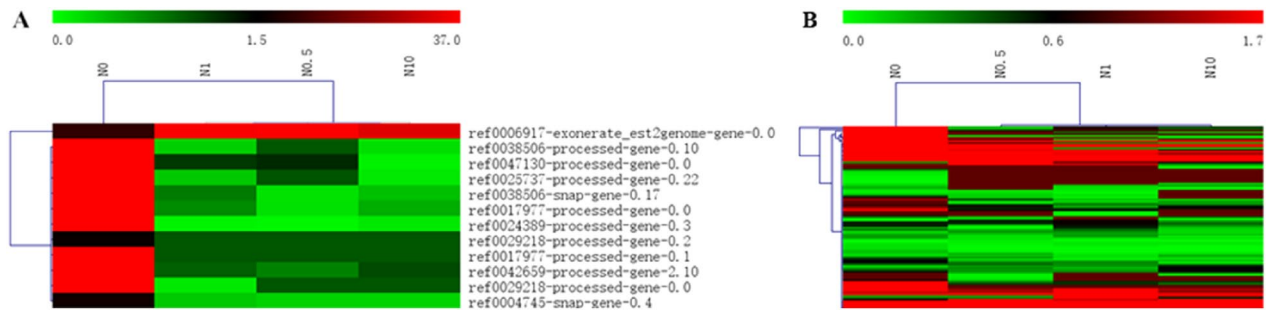 A
0.0 1.5 37.0
N0 N1 N0.5 N10
ref0006917-exonerate_est2genome-gene-0.0
ref0038506-processed-gene-0.10
ref0047130-processed-gene-0.0
ref0025737-processed-gene-0.22
ref0038506-snap-gene-0.17
ref0017977-processed-gene-0.0
ref0024389-processed-gene-0.3
ref0029218-processed-gene-0.2
ref0017977-processed-gene-0.1
ref0042659-processed-gene-2.10
ref0029218-processed-gene-0.0
ref0004745-snap-gene-0.4
B
0.0 0.6 1.7
N0 N0.5 N1 N10